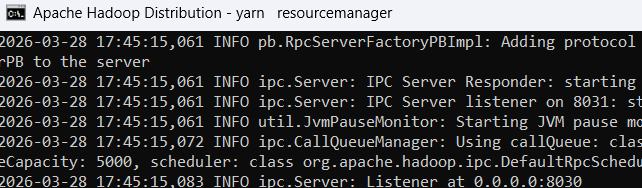 Apache Hadoop Distribution - yarn resourcemanager
2026-03-28 17:45:15,061 INFO pb.RpcServerFactoryPBImpl: Adding protocol
rPB to the server
2026-03-28 17:45:15,061 INFO ipc.Server: IPC Server Responder: starting
2026-03-28 17:45:15,061 INFO ipc.Server: IPC Server listener on 8031: st
2026-03-28 17:45:15,061 INFO util.JvmPauseMonitor: Starting JVM pause mo
2026-03-28 17:45:15,072 INFO ipc.CallQueueManager: Using callQueue: clas
eCapacity: 5000, scheduler: class org.apache.hadoop.ipc.DefaultRpcSchedu
2026-03-28 17:45:15,083 INFO ipc.Server: Listener at 0.0.0.0:8030